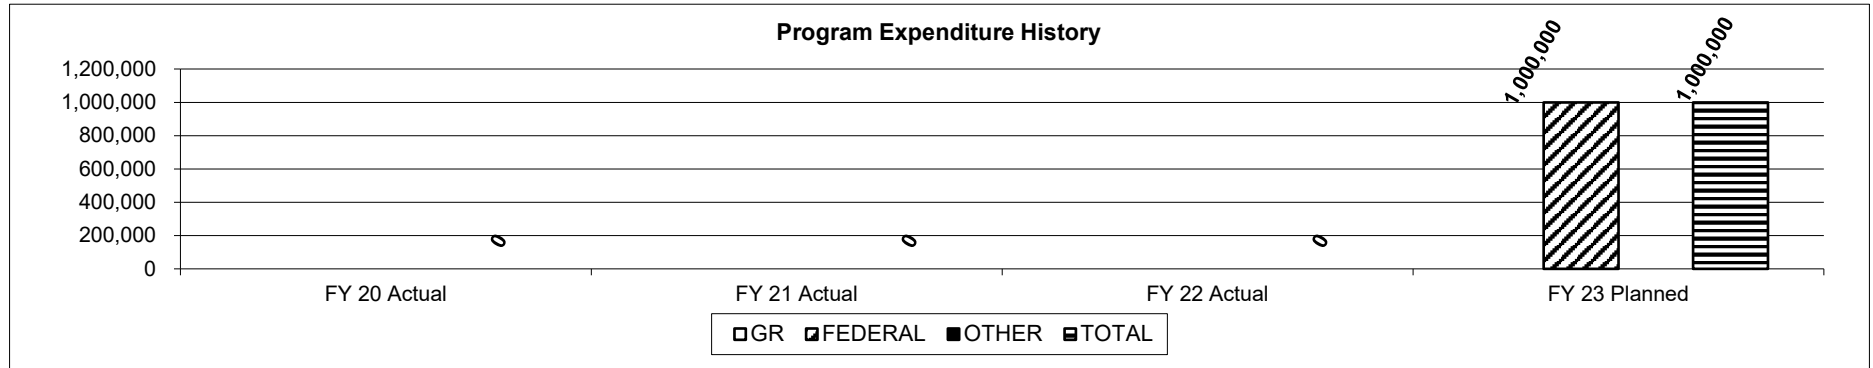 Program Expenditure History
1,200,000
1,000,000
800,000
600,000
400,000
200,000
0
0
0
0
1,000,000
1,000,000
FY 20 Actual
FY 21 Actual
FY 22 Actual
FY 23 Planned
GR FEDERAL OTHER TOTAL